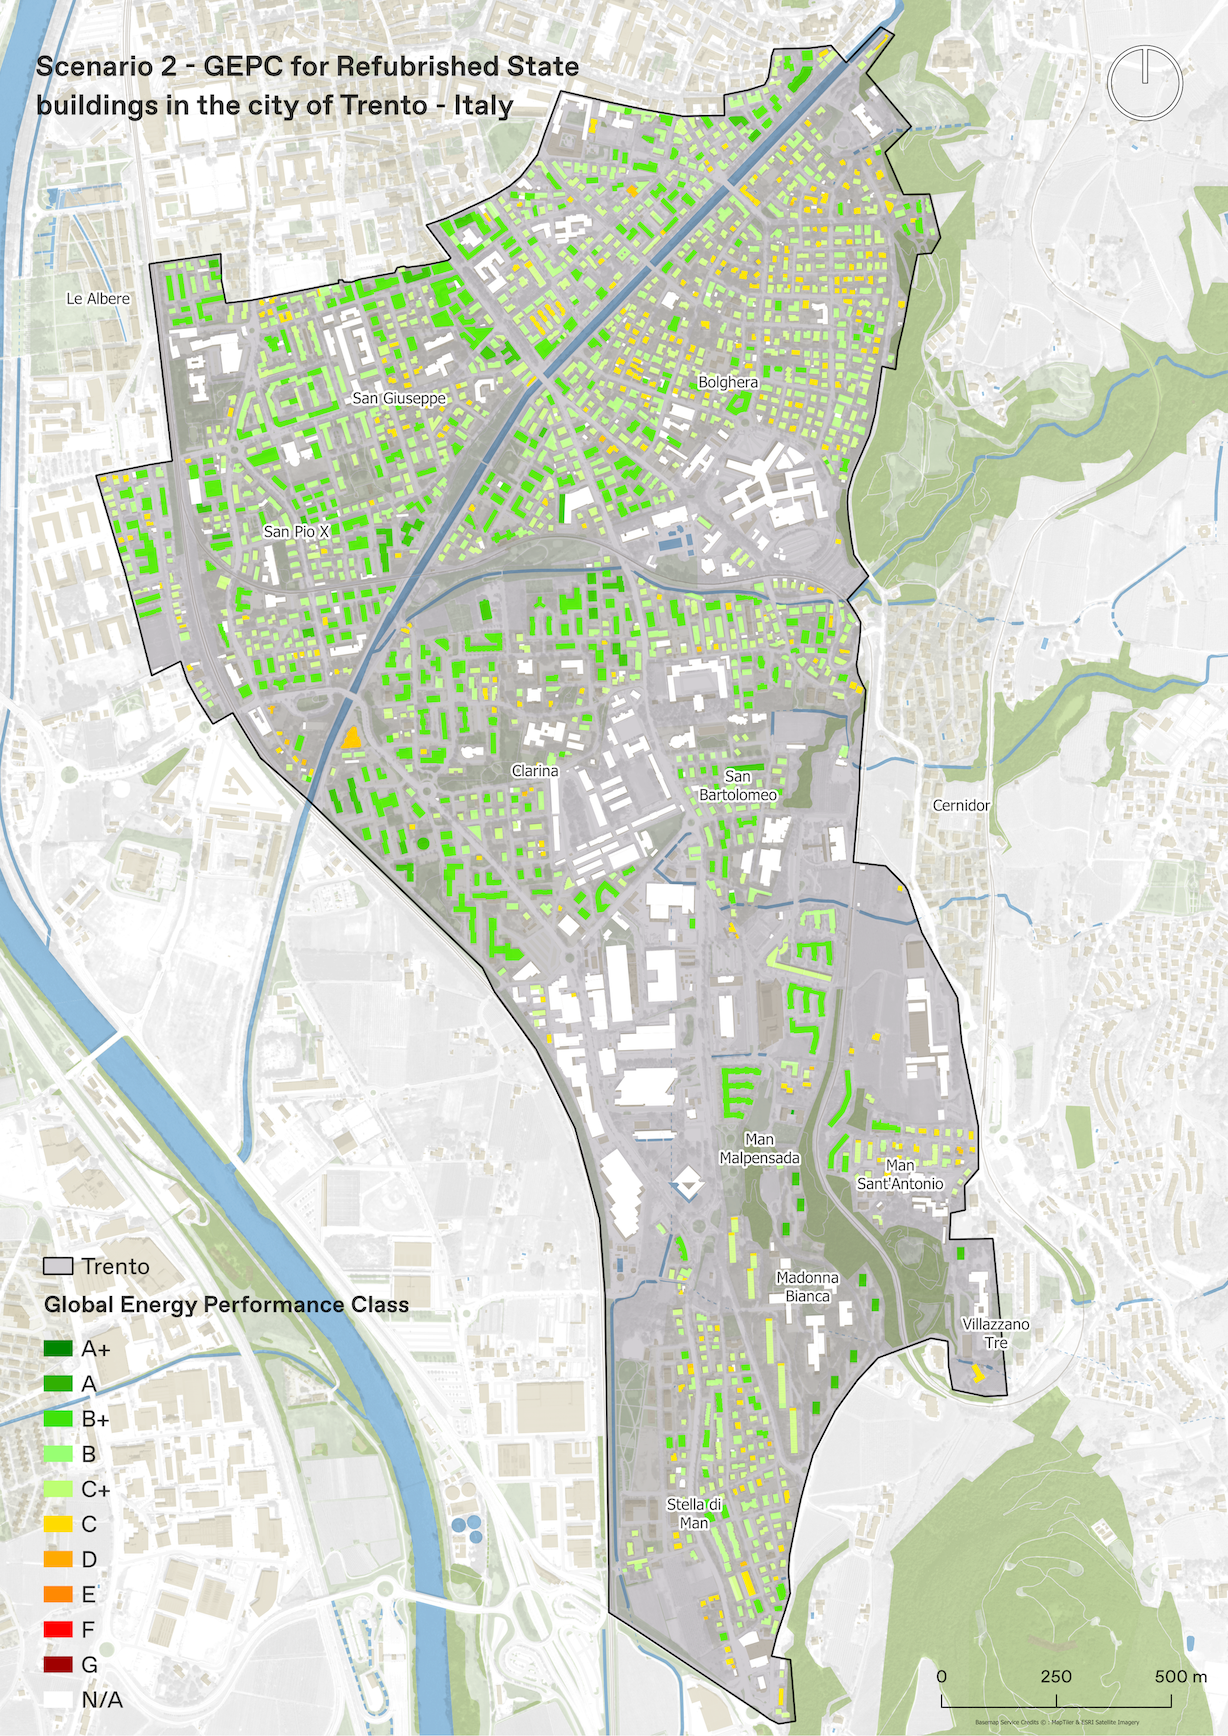 Scenario 2 - GEPC for Refubrished State
buildings in the city of Trento - Italy
Le Albere
San Giuseppe
Bolghera
San Pio X
Clarina
San
Bartolomeo
Cernidor
Man
Malpensada
Man
Sant'Antonio
Madonna
Bianca
Villazzano
Tre
Stella di
Man
Trento
Global Energy Performance Class
A+
A
B+
B
C+
C
D
E
F
G
N/A
0 250 500 m
Basemap Service Credits © : MapTiler & ESRI Satellite Imagery